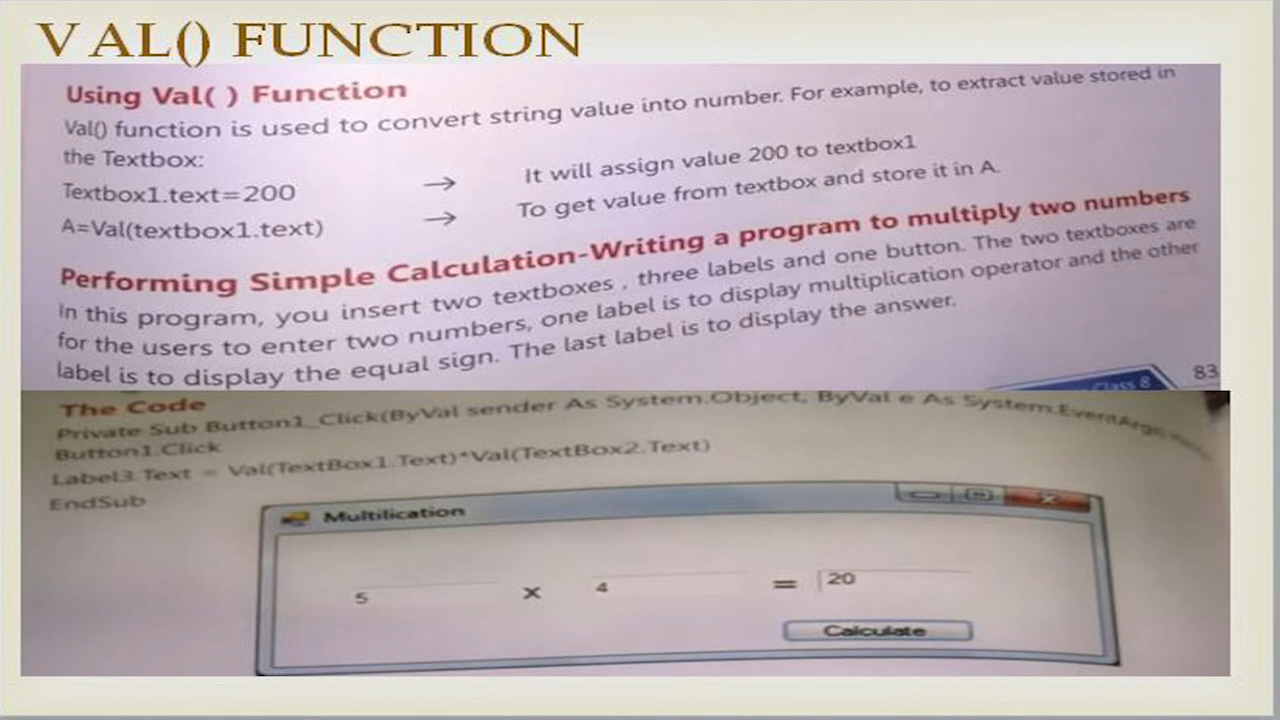 VAL() FUNCTION
Using Val( ) Function
Val() function is used to convert string value into number. For example, to extract value stored in
the Textbox:
Textbox1.text=200 → It will assign value 200 to textbox1
A=Val(textbox1.text) → To get value from textbox and store it in A.
Performing Simple Calculation-Writing a program to multiply two numbers
In this program, you insert two textboxes , three labels and one button. The two textboxes are
for the users to enter two numbers, one label is to display multiplication operator and the other
label is to display the equal sign. The last label is to display the answer.
Class 8 83
The Code
Private Sub Button1_Click(ByVal sender As System.Object, ByVal e As System.EventArgs)
Button1.Click
Label3.Text = Val(TextBox1.Text)*Val(TextBox2.Text)
EndSub
Multilication
5 x 4 = 20
Calculate